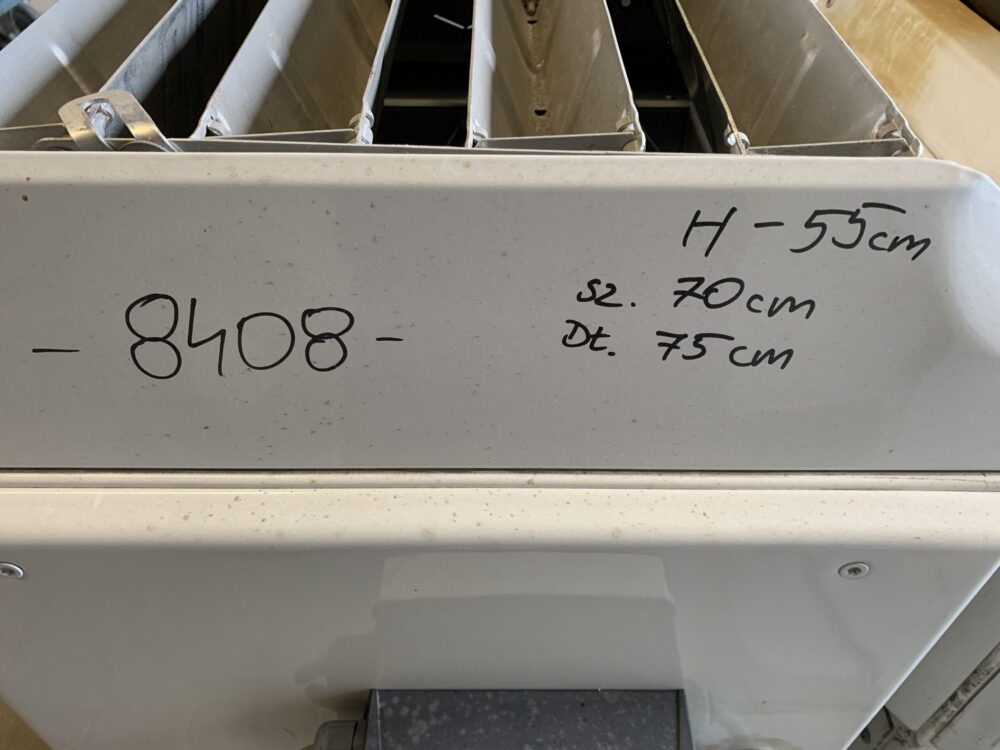 H - 55cm
sz. 70cm
- 8408 -
Dt. 75cm